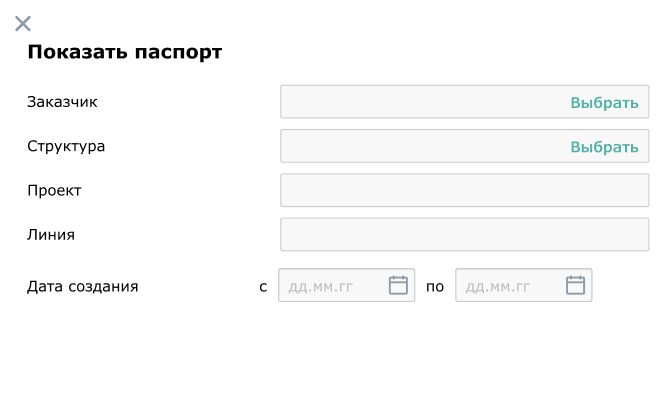 Показать паспорт
Заказчик Выбрать
Структура Выбрать
Проект
Линия
Дата создания с дд.мм.гг по дд.мм.гг